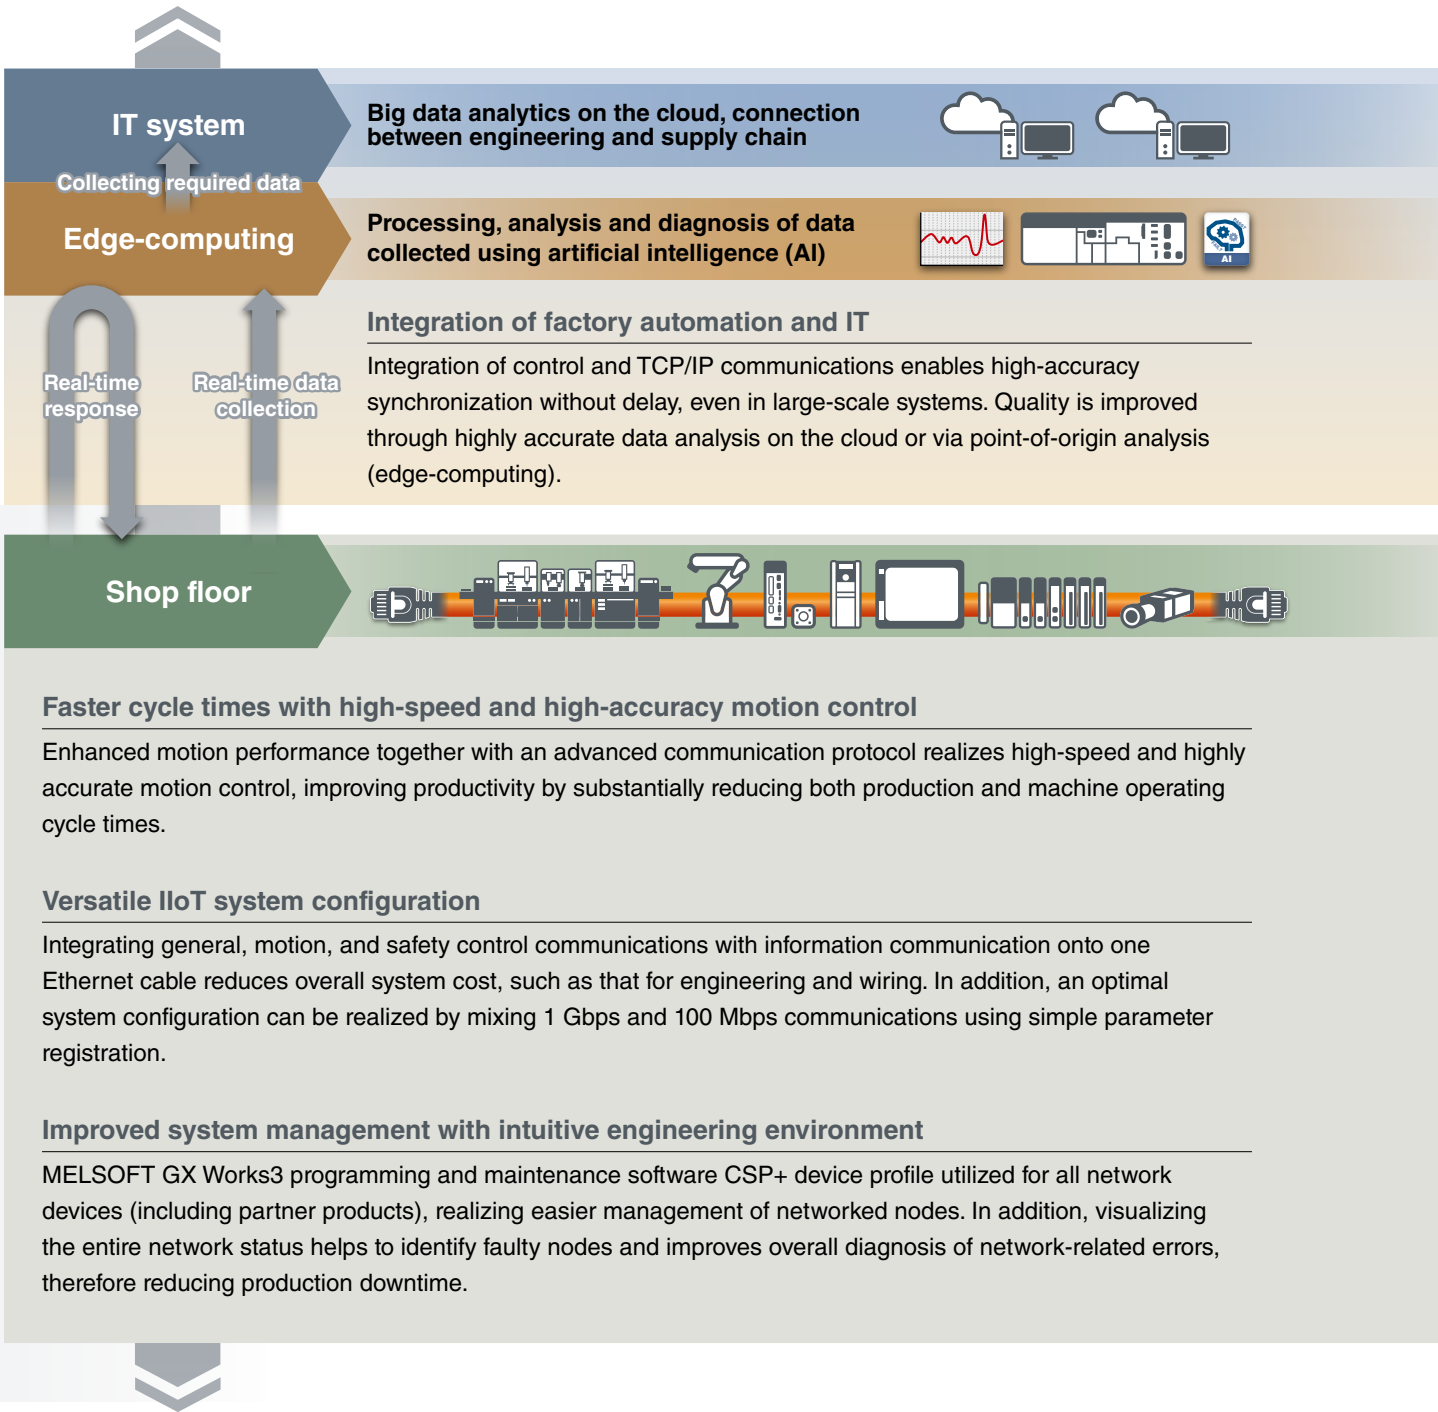 IT system
Big data analytics on the cloud, connection
between engineering and supply chain
Collecting required data
Edge-computing
Processing, analysis and diagnosis of data
collected using artificial intelligence (AI)
AI
Integration of factory automation and IT
Integration of control and TCP/IP communications enables high-accuracy
synchronization without delay, even in large-scale systems. Quality is improved
through highly accurate data analysis on the cloud or via point-of-origin analysis
(edge-computing).
Real-time
response
Real-time data
collection
Shop floor
Faster cycle times with high-speed and high-accuracy motion control
Enhanced motion performance together with an advanced communication protocol realizes high-speed and highly
accurate motion control, improving productivity by substantially reducing both production and machine operating
cycle times.
Versatile IIoT system configuration
Integrating general, motion, and safety control communications with information communication onto one
Ethernet cable reduces overall system cost, such as that for engineering and wiring. In addition, an optimal
system configuration can be realized by mixing 1 Gbps and 100 Mbps communications using simple parameter
registration.
Improved system management with intuitive engineering environment
MELSOFT GX Works3 programming and maintenance software CSP+ device profile utilized for all network
devices (including partner products), realizing easier management of networked nodes. In addition, visualizing
the entire network status helps to identify faulty nodes and improves overall diagnosis of network-related errors,
therefore reducing production downtime.